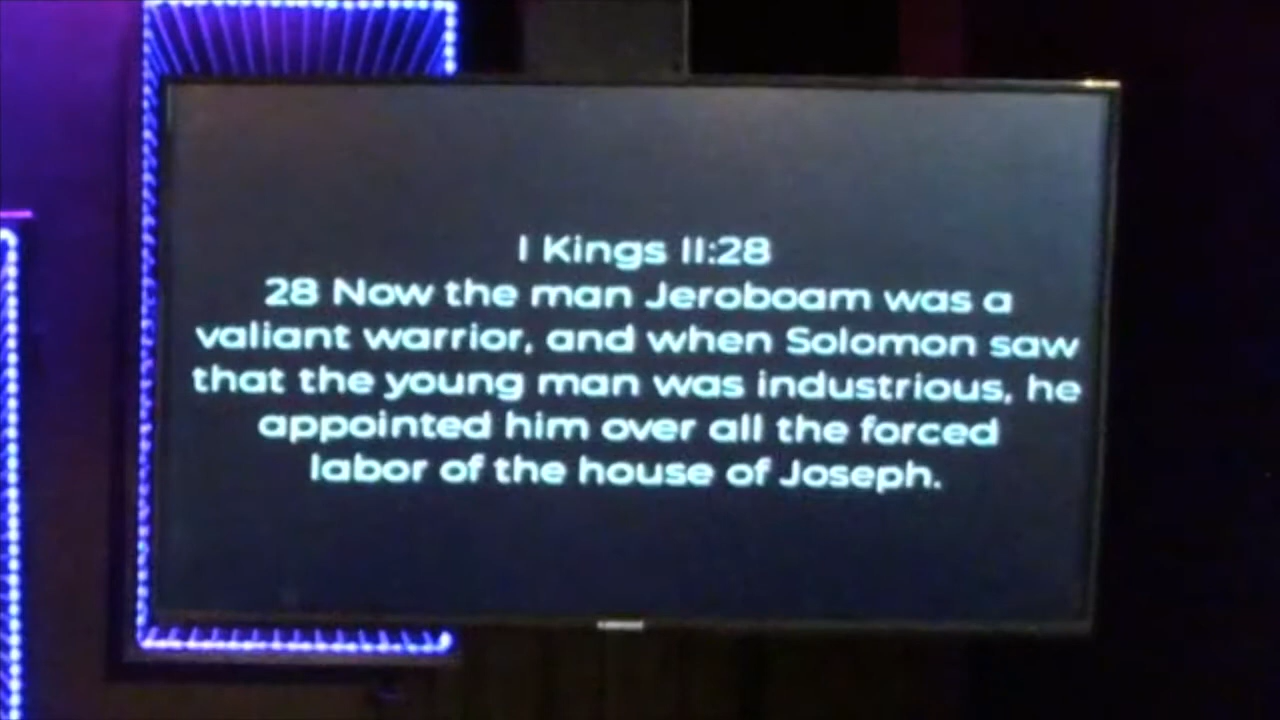 I Kings 11:28
28 Now the man Jeroboam was a
valiant warrior, and when Solomon saw
that the young man was industrious, he
appointed him over all the forced
labor of the house of Joseph.